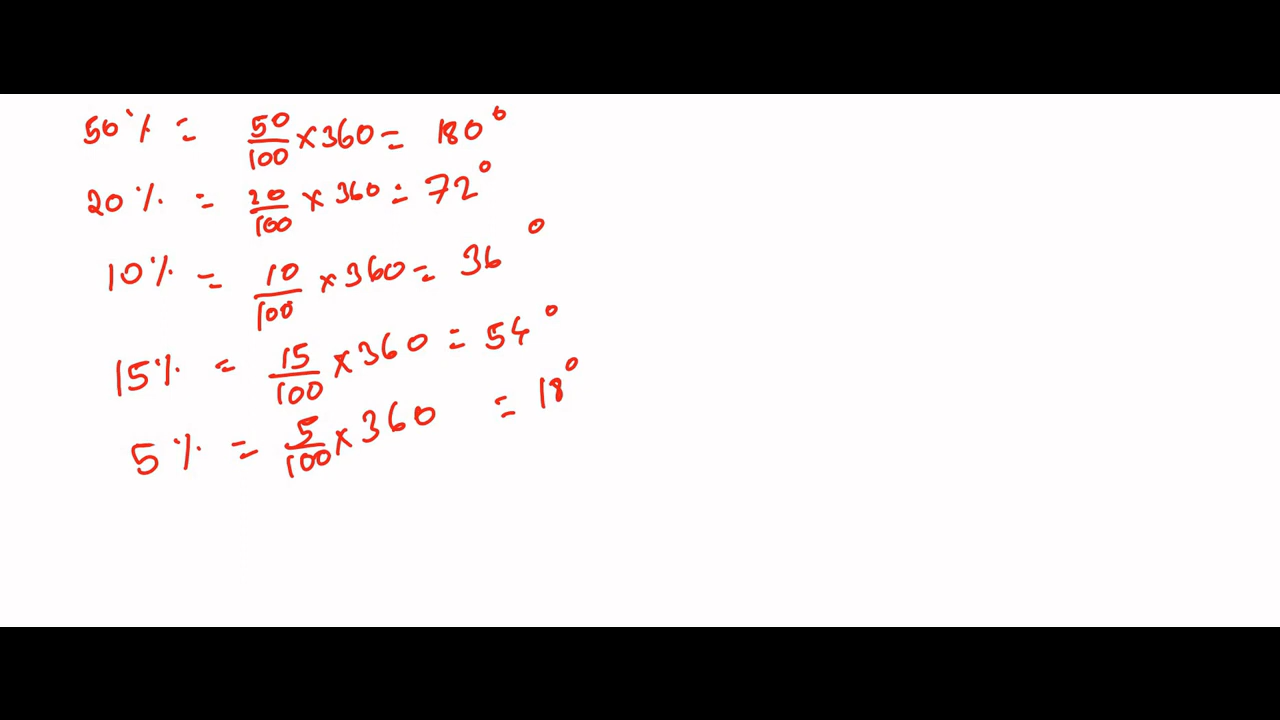 50% = 50/100 × 360 = 180°
20% = 20/100 × 360 = 72°
10% = 10/100 × 360 = 36°
15% = 15/100 × 360 = 54°
5% = 5/100 × 360 = 18°